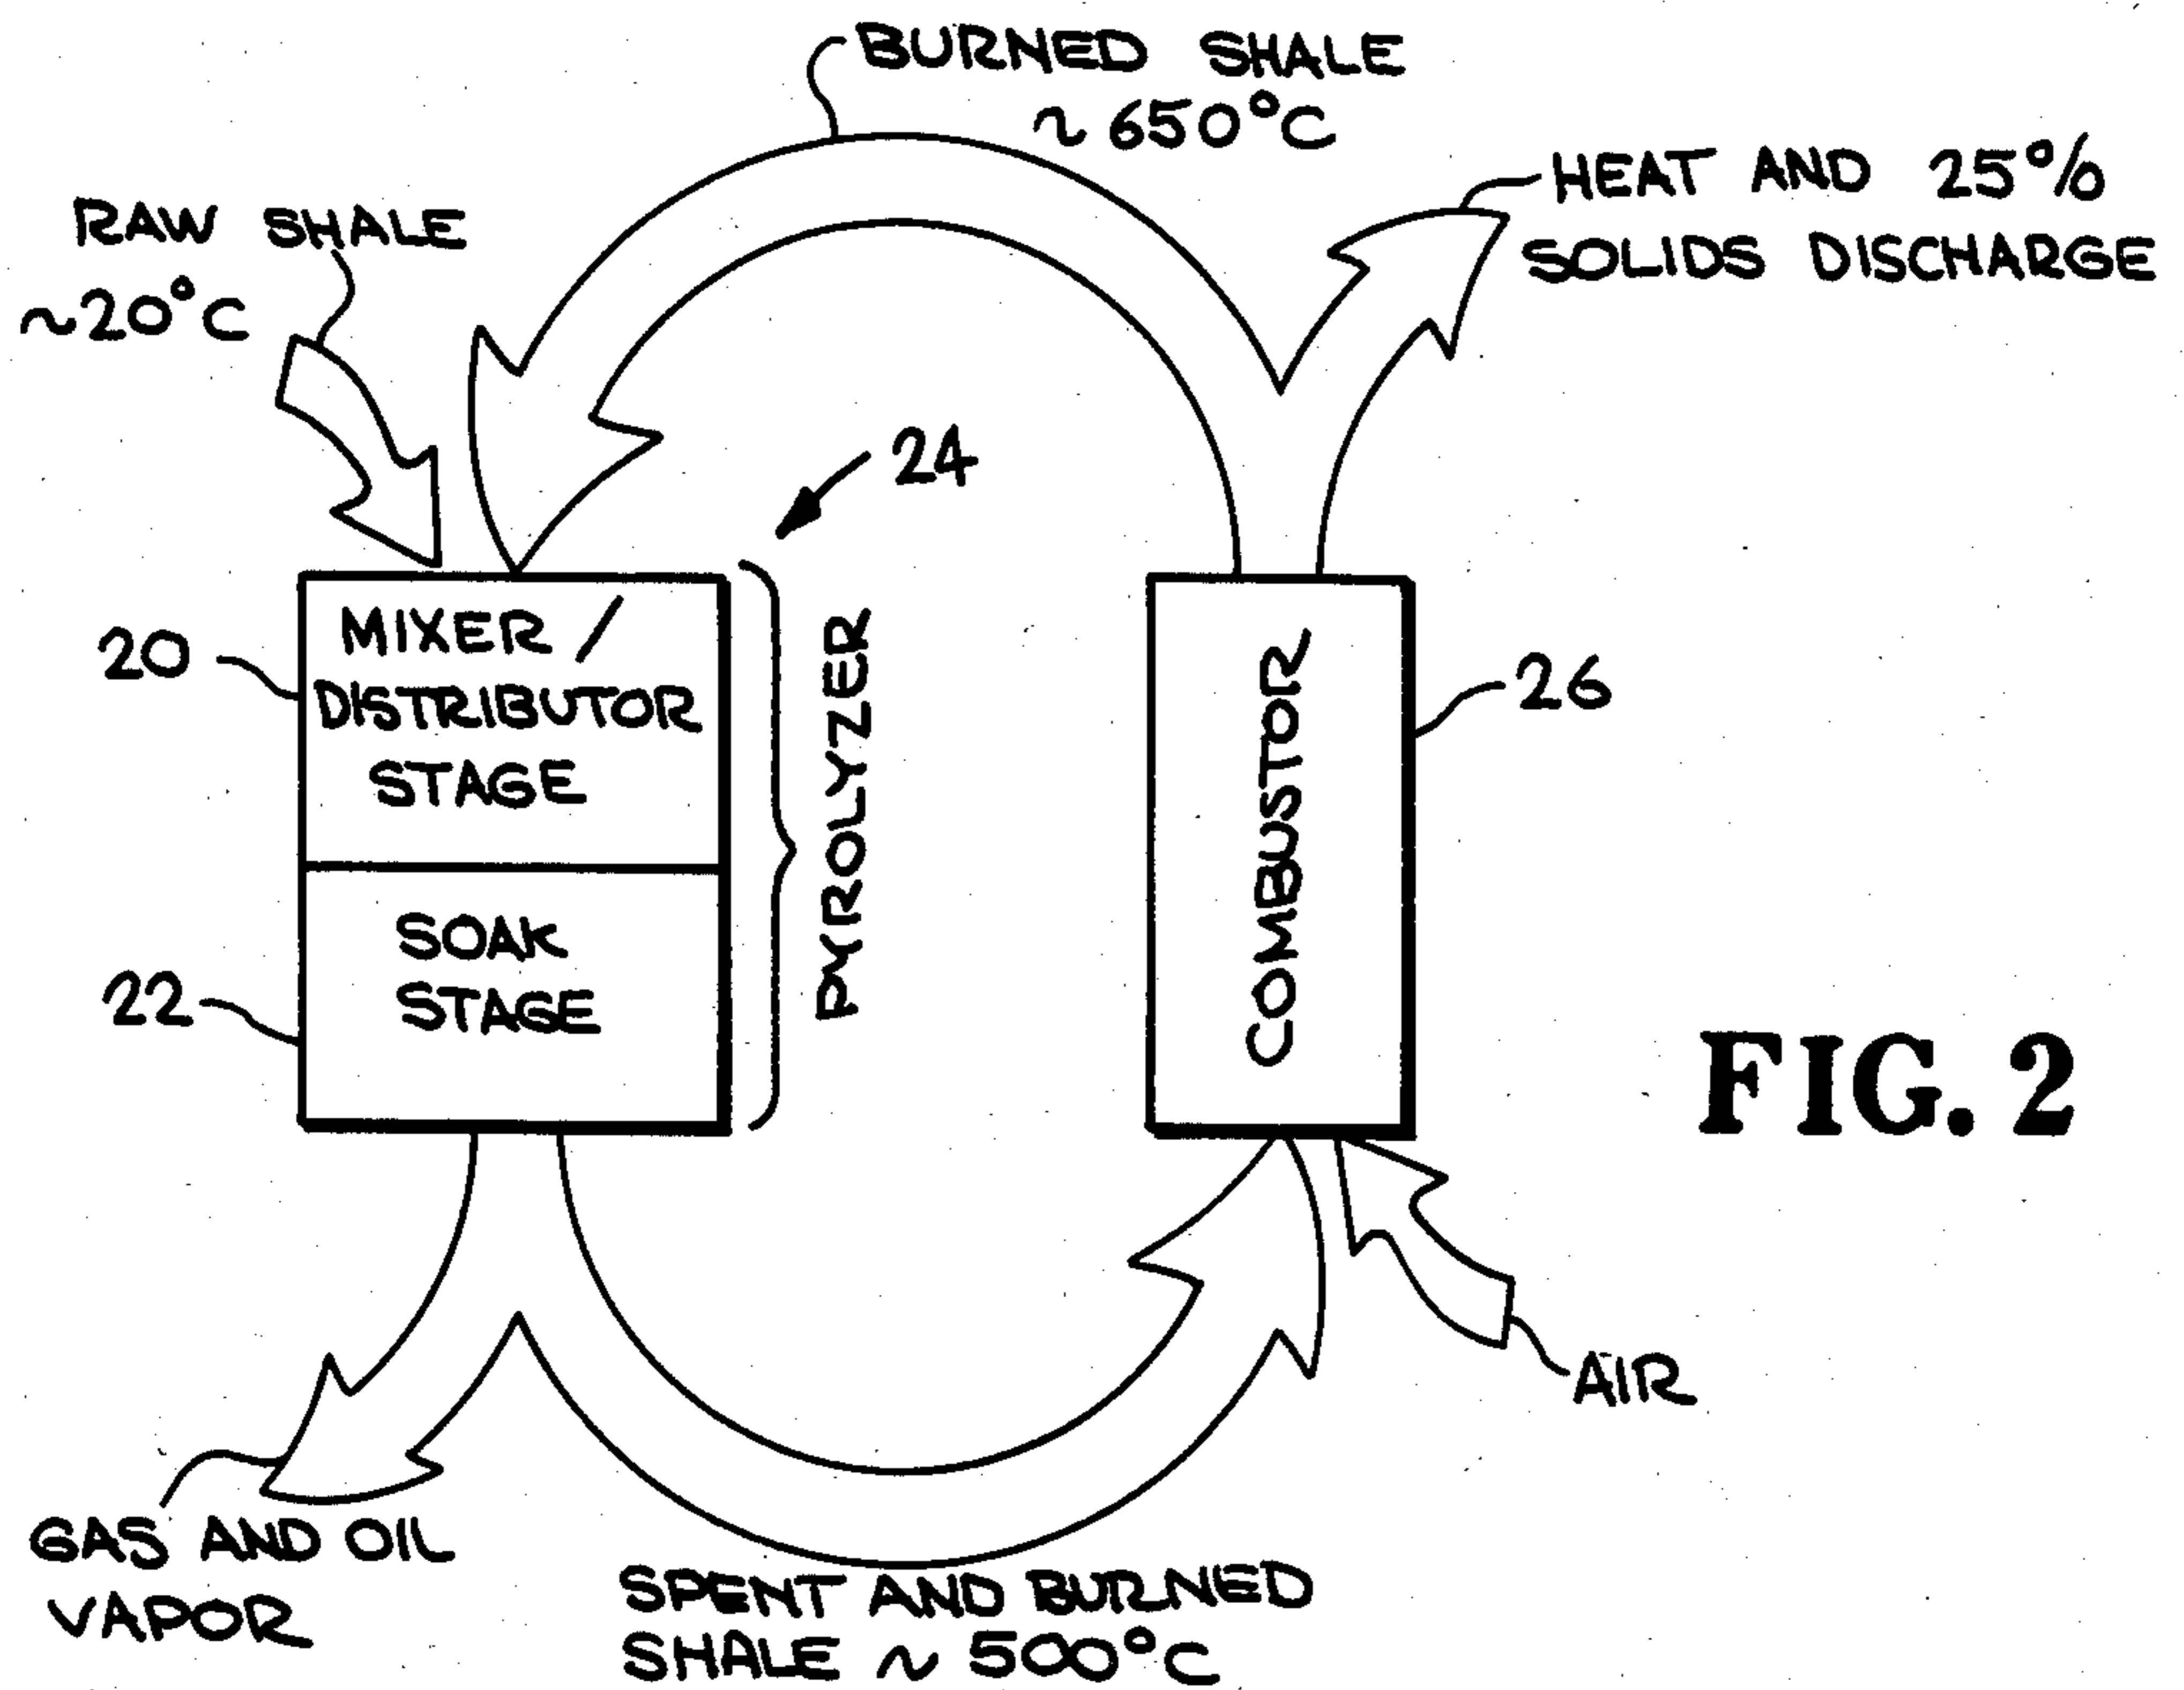 BURNED SHALE
~ 650°C
HEAT AND 25%
SOLIDS DISCHARGE
RAW SHALE
~20°C
24
MIXER /
DISTRIBUTOR
STAGE
20
PYROLYZER
COMBUSTOR
26
SOAK
STAGE
22
FIG. 2
AIR
GAS AND OIL
VAPOR
SPENT AND BURNED
SHALE ~ 500°C